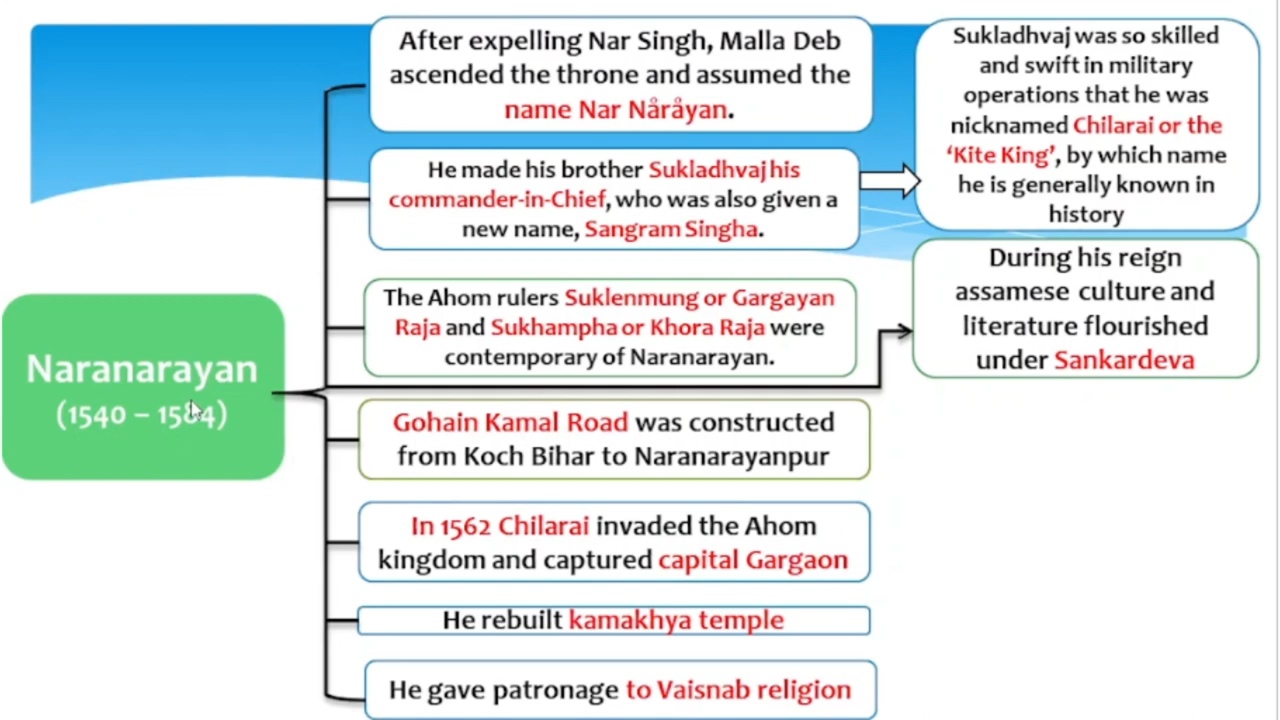 After expelling Nar Singh, Malla Deb
ascended the throne and assumed the
name Nar Nåråyan.
He made his brother Sukladhvaj his
commander-in-Chief, who was also given a
new name, Sangram Singha.
Sukladhvaj was so skilled
and swift in military
operations that he was
nicknamed Chilarai or the
‘Kite King’, by which name
he is generally known in
history
The Ahom rulers Suklenmung or Gargayan
Raja and Sukhampha or Khora Raja were
contemporary of Naranarayan.
During his reign
assamese culture and
literature flourished
under Sankardeva
Naranarayan
(1540 – 1584)
Gohain Kamal Road was constructed
from Koch Bihar to Naranarayanpur
In 1562 Chilarai invaded the Ahom
kingdom and captured capital Gargaon
He rebuilt kamakhya temple
He gave patronage to Vaisnab religion